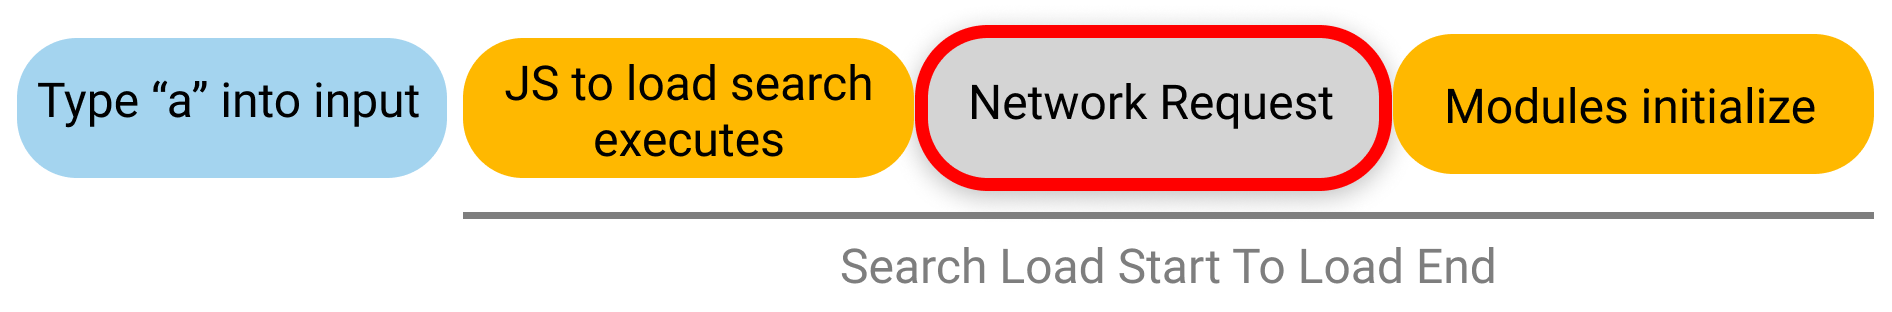 Type “a” into input
JS to load search
executes
Network Request
Modules initialize
Search Load Start To Load End